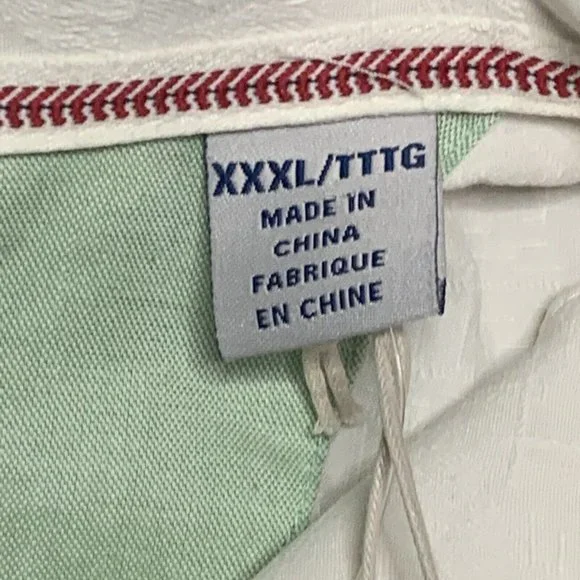 XXXL/TTTG
MADE IN
CHINA
FABRIQUE
EN CHINE